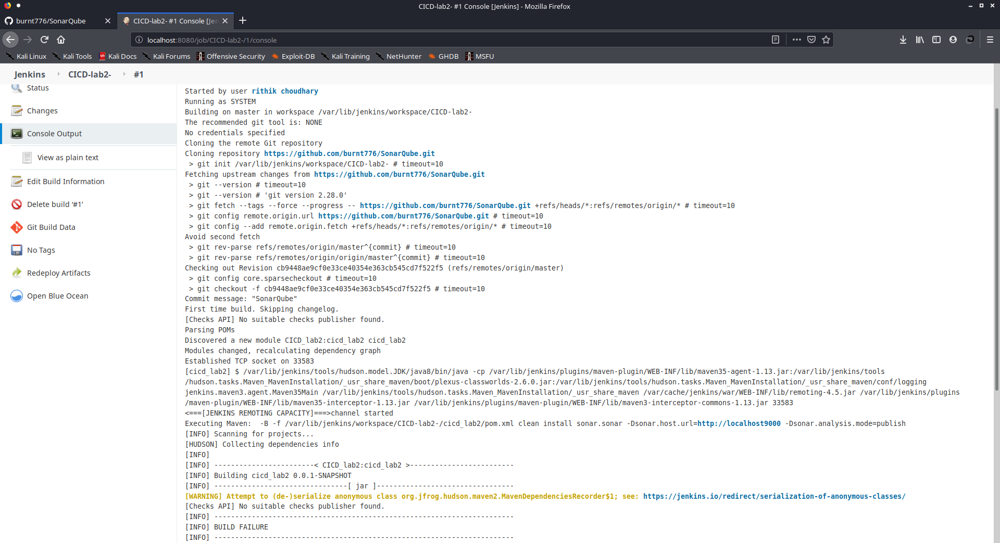 CICD-lab2- #1 Console [Jenkins] - Mozilla Firefox
burnt776/SonarQube
CICD-lab2- #1 Console [Jen
localhost:8080/job/CICD-lab2-/1/console
Kali Linux
Kali Tools
Kali Docs
Kali Forums
Offensive Security
Exploit-DB
Kali Training
NetHunter
GHDB
MSFU
Jenkins
CICD-lab2-
#1
Status
Changes
Console Output
View as plain text
Edit Build Information
Delete build ‘#1’
Git Build Data
No Tags
Redeploy Artifacts
Open Blue Ocean
Started by user rithik choudhary
Running as SYSTEM
Building on master in workspace /var/lib/jenkins/workspace/CICD-lab2-
The recommended git tool is: NONE
No credentials specified
Cloning the remote Git repository
Cloning repository https://github.com/burnt776/SonarQube.git
 > git init /var/lib/jenkins/workspace/CICD-lab2- # timeout=10
Fetching upstream changes from https://github.com/burnt776/SonarQube.git
 > git --version # timeout=10
 > git --version # 'git version 2.28.0'
 > git fetch --tags --force --progress -- https://github.com/burnt776/SonarQube.git +refs/heads/*:refs/remotes/origin/* # timeout=10
 > git config remote.origin.url https://github.com/burnt776/SonarQube.git # timeout=10
 > git config --add remote.origin.fetch +refs/heads/*:refs/remotes/origin/* # timeout=10
Avoid second fetch
 > git rev-parse refs/remotes/origin/master^{commit} # timeout=10
 > git rev-parse refs/remotes/origin/origin/master^{commit} # timeout=10
Checking out Revision cb9448ae9cf0e33ce40354e363cb545cd7f522f5 (refs/remotes/origin/master)
 > git config core.sparsecheckout # timeout=10
 > git checkout -f cb9448ae9cf0e33ce40354e363cb545cd7f522f5 # timeout=10
Commit message: "SonarQube"
First time build. Skipping changelog.
[Checks API] No suitable checks publisher found.
Parsing POMs
Discovered a new module CICD_lab2:cicd_lab2 cicd_lab2
Modules changed, recalculating dependency graph
Established TCP socket on 33583
[cicd_lab2] $ /var/lib/jenkins/tools/hudson.model.JDK/java8/bin/java -cp /var/lib/jenkins/plugins/maven-plugin/WEB-INF/lib/maven35-agent-1.13.jar:/var/lib/jenkins/tools
/hudson.tasks.Maven_MavenInstallation/_usr_share_maven/boot/plexus-classworlds-2.6.0.jar:/var/lib/jenkins/tools/hudson.tasks.Maven_MavenInstallation/_usr_share_maven/conf/logging
jenkins.maven3.agent.Maven35Main /var/lib/jenkins/tools/hudson.tasks.Maven_MavenInstallation/_usr_share_maven /var/cache/jenkins/war/WEB-INF/lib/remoting-4.5.jar /var/lib/jenkins/plugins
/maven-plugin/WEB-INF/lib/maven35-interceptor-1.13.jar /var/lib/jenkins/plugins/maven-plugin/WEB-INF/lib/maven3-interceptor-commons-1.13.jar 33583
<===[JENKINS REMOTING CAPACITY]===>channel started
Executing Maven:  -B -f /var/lib/jenkins/workspace/CICD-lab2-/cicd_lab2/pom.xml clean install sonar.sonar -Dsonar.host.url=http://localhost9000 -Dsonar.analysis.mode=publish
[INFO] Scanning for projects...
[HUDSON] Collecting dependencies info
[INFO]
[INFO] ------------------------< CICD_lab2:cicd_lab2 >-------------------------
[INFO] Building cicd_lab2 0.0.1-SNAPSHOT
[INFO] --------------------------------[ jar ]---------------------------------
[WARNING] Attempt to (de-)serialize anonymous class org.jfrog.hudson.maven2.MavenDependenciesRecorder$1; see: https://jenkins.io/redirect/serialization-of-anonymous-classes/
[Checks API] No suitable checks publisher found.
[INFO] ------------------------------------------------------------------------
[INFO] BUILD FAILURE
[INFO] ------------------------------------------------------------------------